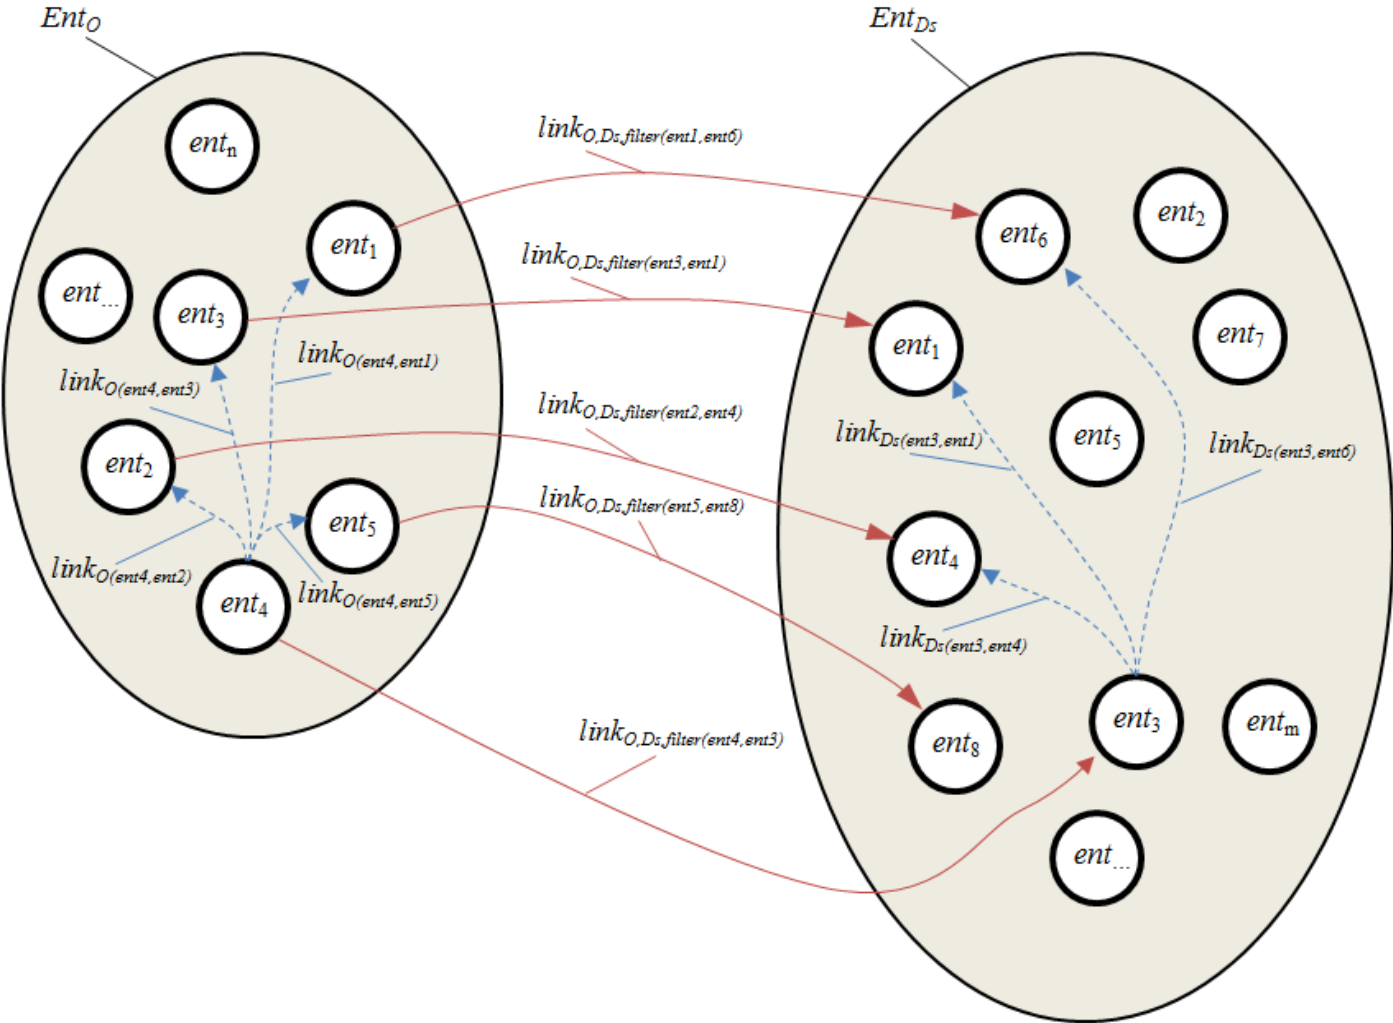 Ent_O
Ent_Ds
ent_n
link_O,Ds,filter(ent1,ent6)
ent_1
ent_6
ent_2
ent_...
ent_3
link_O,Ds,filter(ent3,ent1)
ent_1
ent_7
link_O(ent4,ent1)
link_O(ent4,ent3)
link_O,Ds,filter(ent2,ent4)
link_Ds(ent3,ent1)
ent_5
link_Ds(ent3,ent6)
ent_2
link_O,Ds,filter(ent5,ent8)
ent_5
ent_4
link_O(ent4,ent2)
link_O(ent4,ent5)
ent_4
link_Ds(ent3,ent4)
link_O,Ds,filter(ent4,ent3)
ent_8
ent_3
ent_m
ent_...